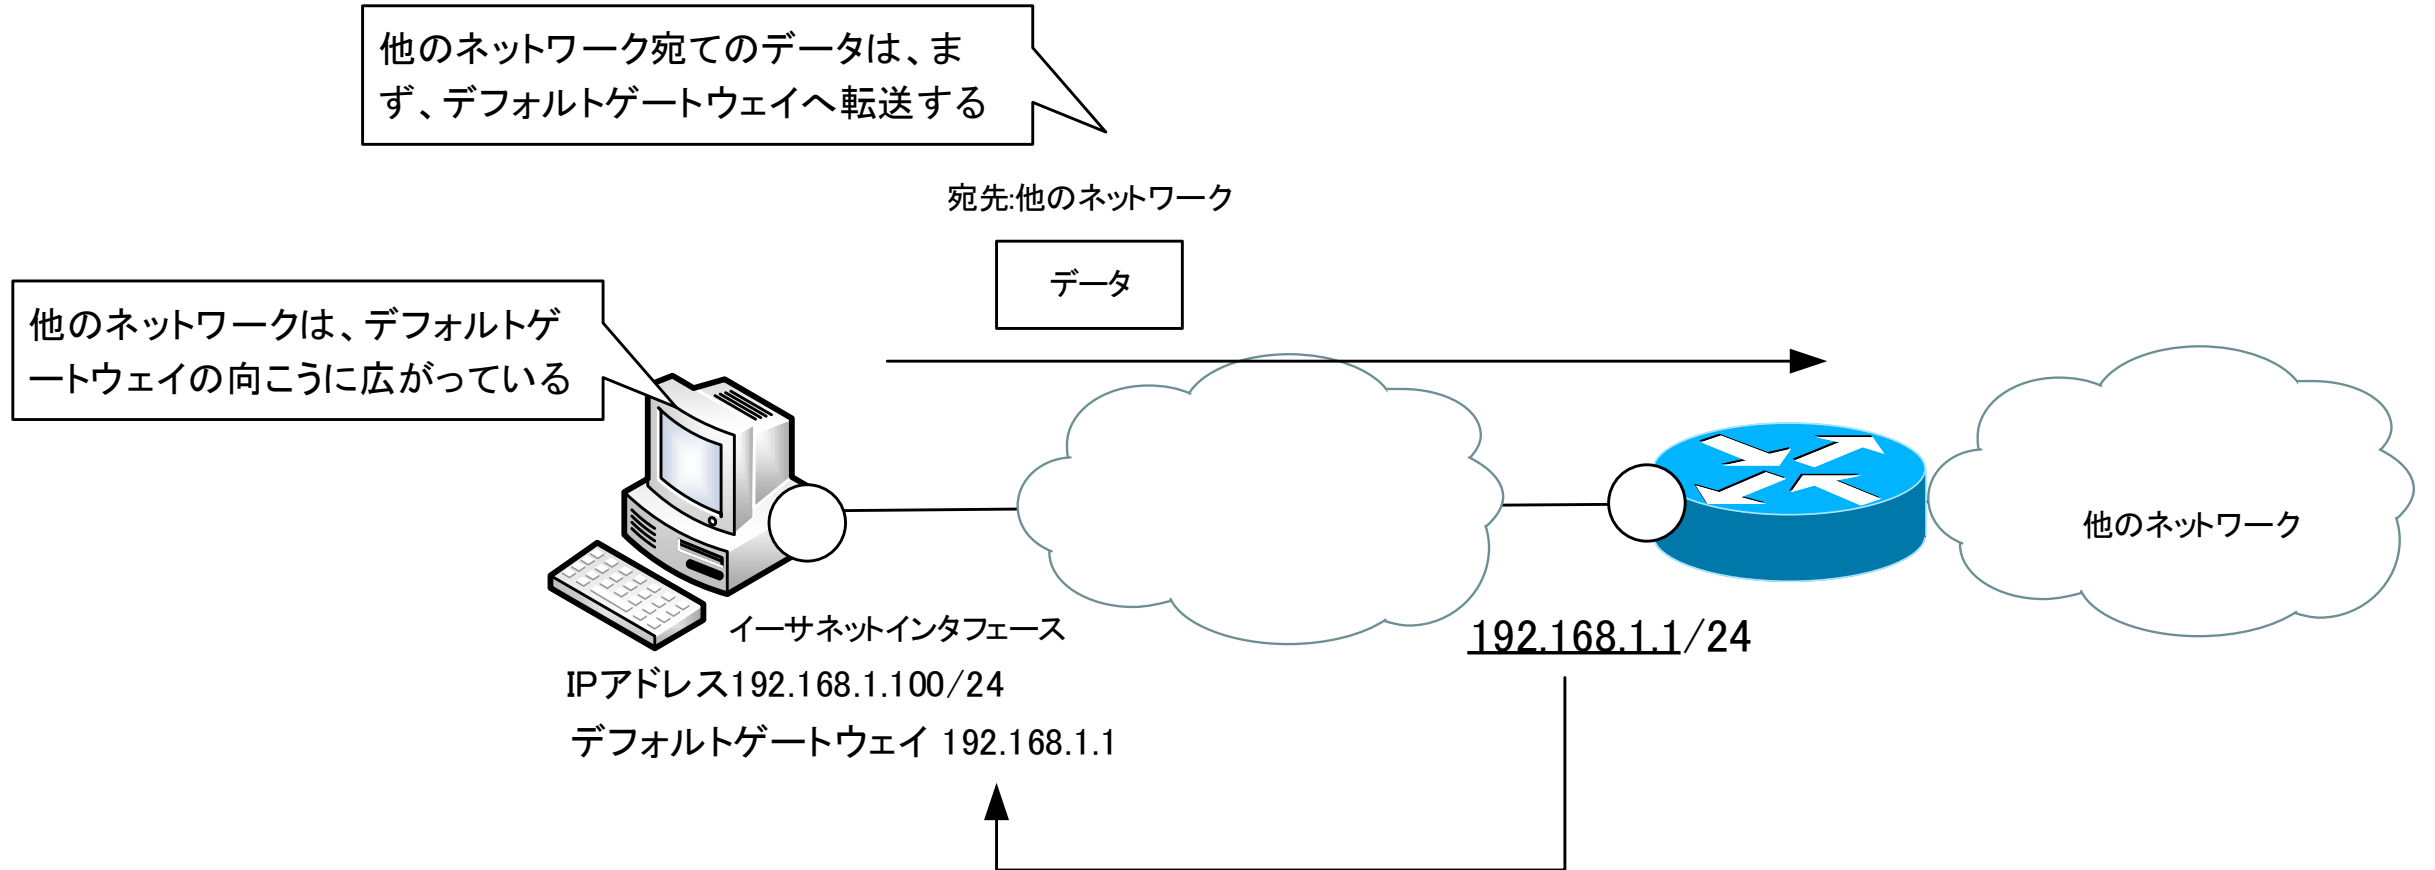 他のネットワーク宛てのデータは、ま
ず、デフォルトゲートウェイへ転送する
宛先:他のネットワーク
データ
他のネットワークは、デフォルトゲ
ートウェイの向こうに広がっている
他のネットワーク
イーサネットインタフェース
192.168.1.1/24
IPアドレス192.168.1.100/24
デフォルトゲートウェイ 192.168.1.1